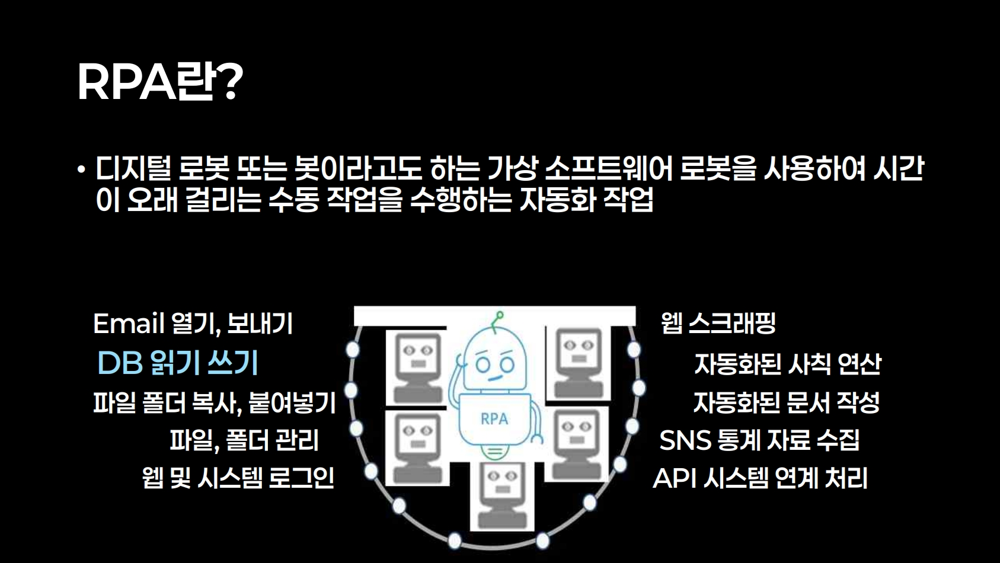 RPA란?
• 디지털 로봇 또는 봇이라고도 하는 가상 소프트웨어 로봇을 사용하여 시간
이 오래 걸리는 수동 작업을 수행하는 자동화 작업
Email 열기, 보내기
DB 읽기 쓰기
파일 폴더 복사, 붙여넣기
파일, 폴더 관리
웹 및 시스템 로그인
RPA
웹 스크래핑
자동화된 사칙 연산
자동화된 문서 작성
SNS 통계 자료 수집
API 시스템 연계 처리